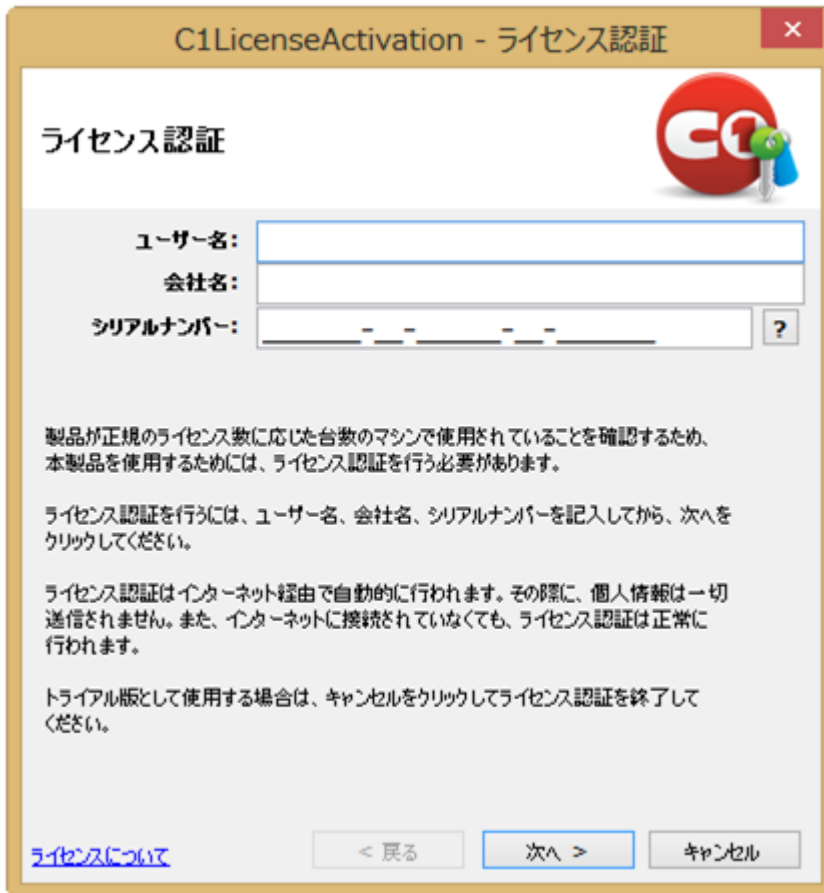 C1LicenseActivation - ライセンス認証
×
ライセンス認証
C1
ユーザー名:
会社名:
シリアルナンバー: _______-__-______-__-_______ ?
製品が正規のライセンス数に応じた台数のマシンで使用されていることを確認するため、
本製品を使用するためには、ライセンス認証を行う必要があります。
ライセンス認証を行うには、ユーザー名、会社名、シリアルナンバーを記入してから、次へを
クリックしてください。
ライセンス認証はインターネット経由で自動的に行われます。その際に、個人情報は一切
送信されません。また、インターネットに接続されていなくても、ライセンス認証は正常に
行われます。
トライアル版として使用する場合は、キャンセルをクリックしてライセンス認証を終了して
ください。
ライセンスについて < 戻る 次へ > キャンセル